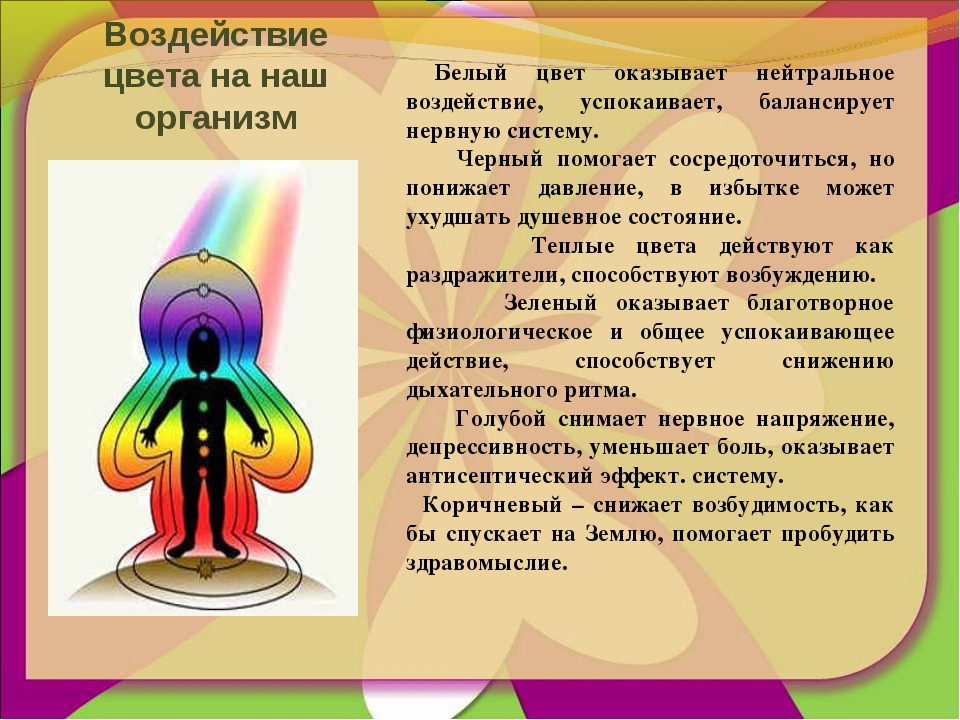 Воздействие
цвета на наш
организм
Белый цвет оказывает нейтральное
воздействие, успокаивает, балансирует
нервную систему.
Черный помогает сосредоточиться, но
понижает давление, в избытке может
ухудшать душевное состояние.
Теплые цвета действуют как
раздражители, способствуют возбуждению.
Зеленый оказывает благотворное
физиологическое и общее успокаивающее
действие, способствует снижению
дыхательного ритма.
Голубой снимает нервное напряжение,
депрессивность, уменьшает боль, оказывает
антисептический эффект. систему.
Коричневый – снижает возбудимость, как
бы спускает на Землю, помогает пробудить
здравомыслие.